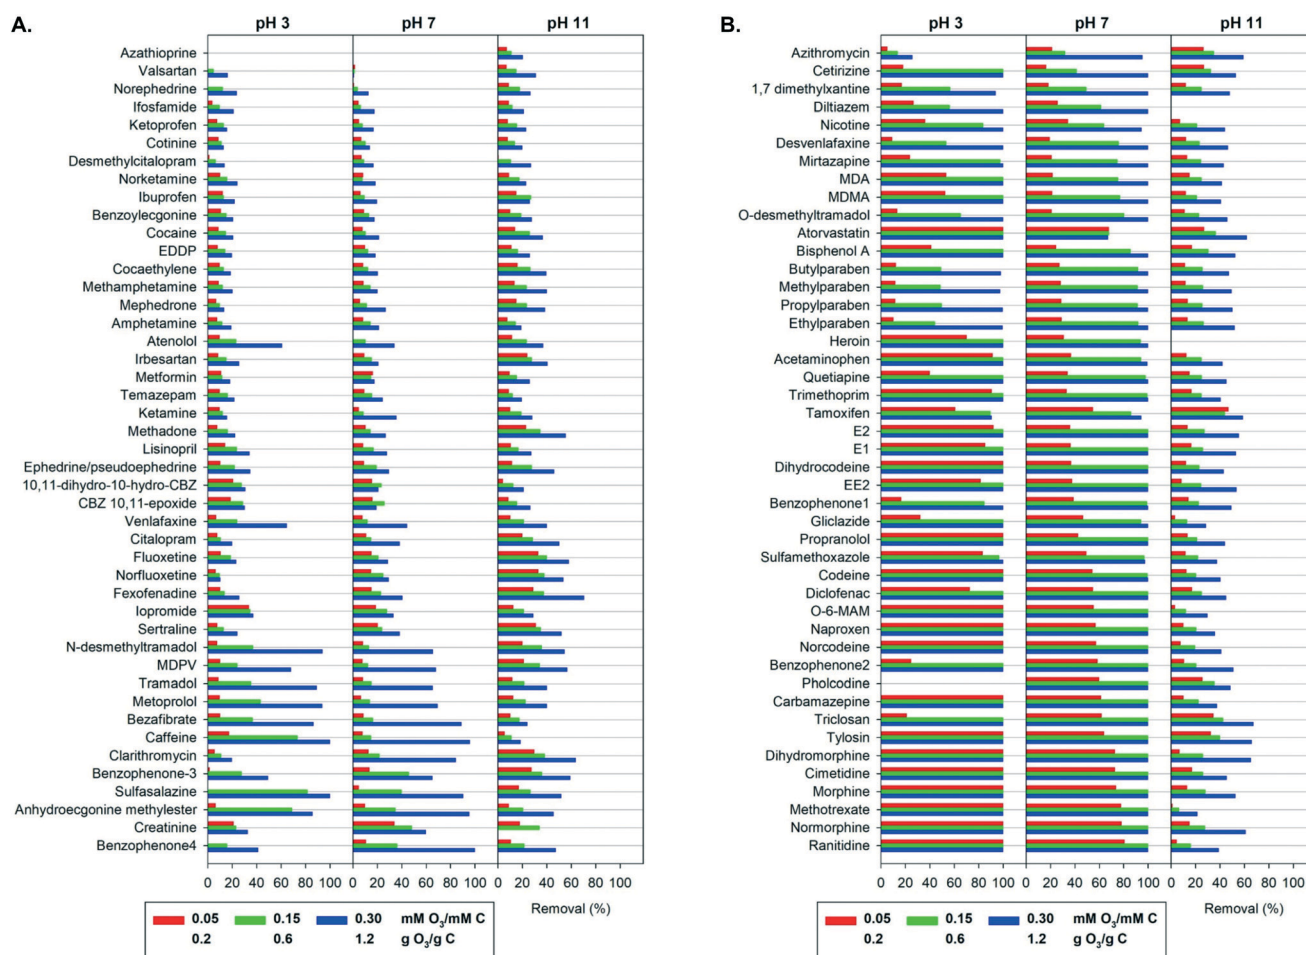 A.
pH 3 pH 7 pH 11
Azathioprine
Valsartan
Norephedrine
Ifosfamide
Ketoprofen
Cotinine
Desmethylcitalopram
Norketamine
Ibuprofen
Benzoylecgonine
Cocaine
EDDP
Cocaethylene
Methamphetamine
Mephedrone
Amphetamine
Atenolol
Irbesartan
Metformin
Temazepam
Ketamine
Methadone
Lisinopril
Ephedrine/pseudoephedrine
10,11-dihydro-10-hydro-CBZ
CBZ 10,11-epoxide
Venlafaxine
Citalopram
Fluoxetine
Norfluoxetine
Fexofenadine
Iopromide
Sertraline
N-desmethyltramadol
MDPV
Tramadol
Metoprolol
Bezafibrate
Caffeine
Clarithromycin
Benzophenone-3
Sulfasalazine
Anhydroecgonine methylester
Creatinine
Benzophenone4
0 20 40 60 80 100 0 20 40 60 80 100 0 20 40 60 80 100
Removal (%)
0.05 0.15 0.30 mM O₃/mM C
0.2 0.6 1.2 g O₃/g C
B.
pH 3 pH 7 pH 11
Azithromycin
Cetirizine
1,7 dimethylxantine
Diltiazem
Nicotine
Desvenlafaxine
Mirtazapine
MDA
MDMA
O-desmethyltramadol
Atorvastatin
Bisphenol A
Butylparaben
Methylparaben
Propylparaben
Ethylparaben
Heroin
Acetaminophen
Quetiapine
Trimethoprim
Tamoxifen
E2
E1
Dihydrocodeine
EE2
Benzophenone1
Gliclazide
Propranolol
Sulfamethoxazole
Codeine
Diclofenac
O-6-MAM
Naproxen
Norcodeine
Benzophenone2
Pholcodine
Carbamazepine
Triclosan
Tylosin
Dihydromorphine
Cimetidine
Morphine
Methotrexate
Normorphine
Ranitidine
0 20 40 60 80 100 0 20 40 60 80 100 0 20 40 60 80 100
Removal (%)
0.05 0.15 0.30 mM O₃/mM C
0.2 0.6 1.2 g O₃/g C